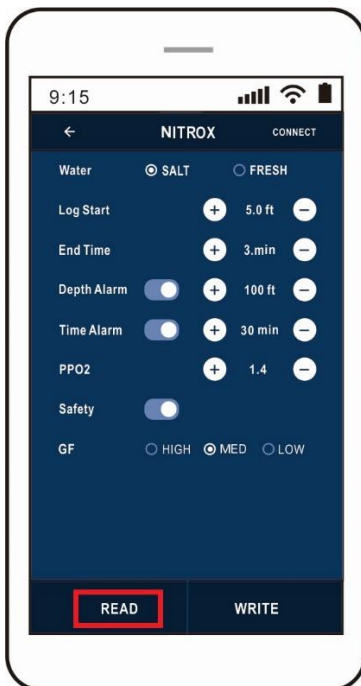 9:15
NITROX CONNECT
Water SALT FRESH
Log Start + 5.0 ft −
End Time + 3.min −
Depth Alarm + 100 ft −
Time Alarm + 30 min −
PPO2 + 1.4 −
Safety
GF HIGH MED LOW
READ WRITE